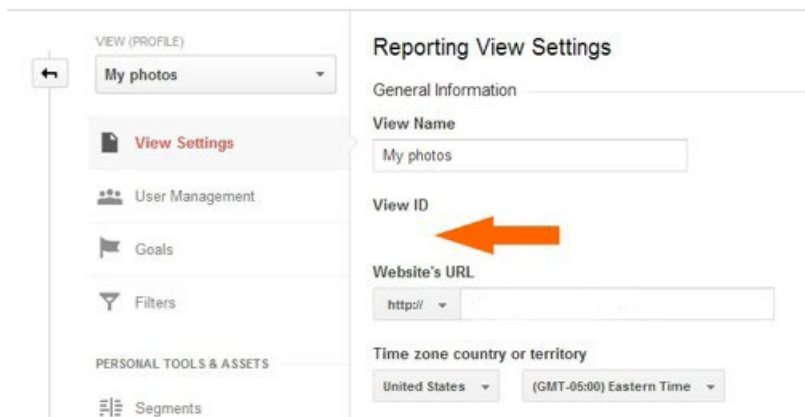 VIEW (PROFILE)
My photos
View Settings
User Management
Goals
Filters
PERSONAL TOOLS & ASSETS
Segments
Reporting View Settings
General Information
View Name
My photos
View ID
Website's URL
http://
Time zone country or territory
United States
(GMT-05:00) Eastern Time